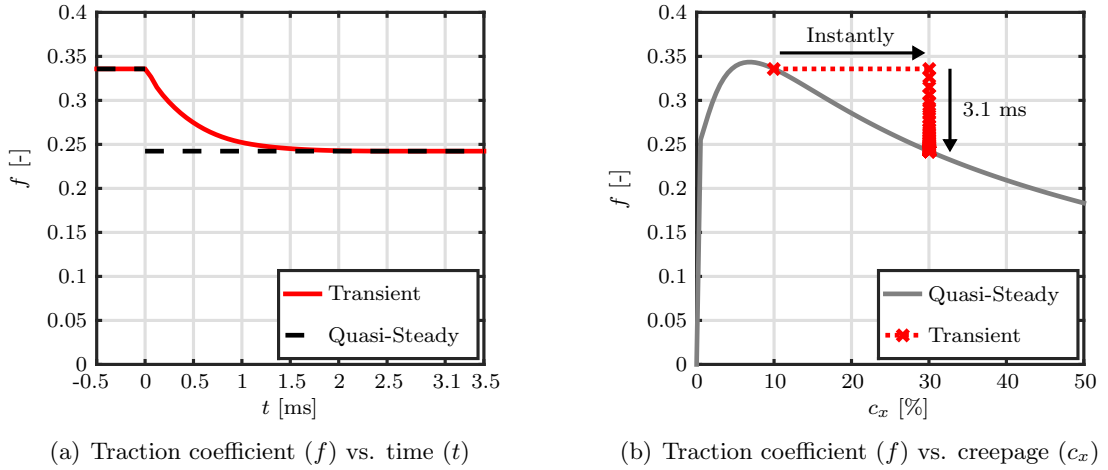 0.4
0.35
0.3
0.25
0.2
0.15
0.1
0.05
0
f [-]
-0.5 0 0.5 1 1.5 2 2.5 3.1 3.5
t [ms]
Transient
Quasi-Steady
(a) Traction coefficient (f) vs. time (t)
0.4
0.35
0.3
0.25
0.2
0.15
0.1
0.05
0
f [-]
0 10 20 30 40 50
c_x [%]
Instantly
3.1 ms
Quasi-Steady
Transient
(b) Traction coefficient (f) vs. creepage (c_x)